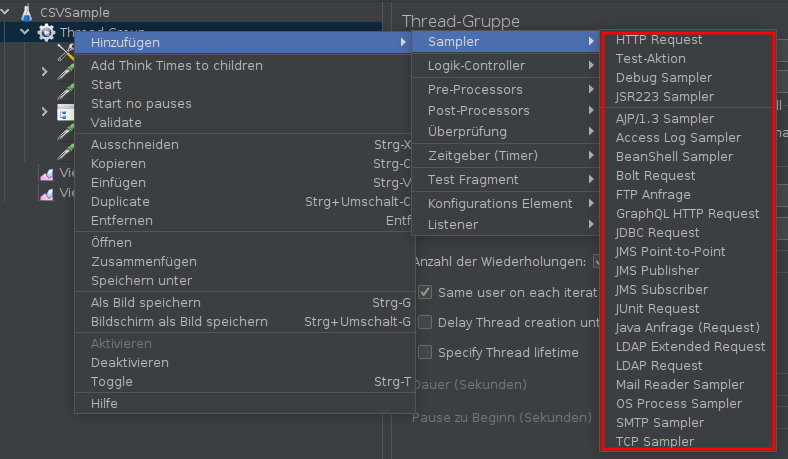 CSVSample
Thread Group
Vie
Vie
Hinzufügen
Add Think Times to children
Start
Start no pauses
Validate
Ausschneiden Strg-X
Kopieren Strg-C
Einfügen Strg-V
Duplicate Strg+Umschalt-C
Entfernen Entf
Öffnen
Zusammenfügen
Speichern unter
Als Bild speichern Strg-G
Bildschirm als Bild speichern Strg+Umschalt-G
Aktivieren
Deaktivieren
Toggle Strg-T
Hilfe
Thread-Gruppe
Sampler
Logik-Controller
Pre-Processors
Post-Processors
Überprüfung
Zeitgeber (Timer)
Test Fragment
Konfigurations Element
Listener
Anzahl der Wiederholungen:
Same user on each iterat
Delay Thread creation unt
Specify Thread lifetime
Dauer (Sekunden)
Pause zu Beginn (Sekunden)
HTTP Request
Test-Aktion
Debug Sampler
JSR223 Sampler
AJP/1.3 Sampler
Access Log Sampler
BeanShell Sampler
Bolt Request
FTP Anfrage
GraphQL HTTP Request
JDBC Request
JMS Point-to-Point
JMS Publisher
JMS Subscriber
JUnit Request
Java Anfrage (Request)
LDAP Extended Request
LDAP Request
Mail Reader Sampler
OS Process Sampler
SMTP Sampler
TCP Sampler